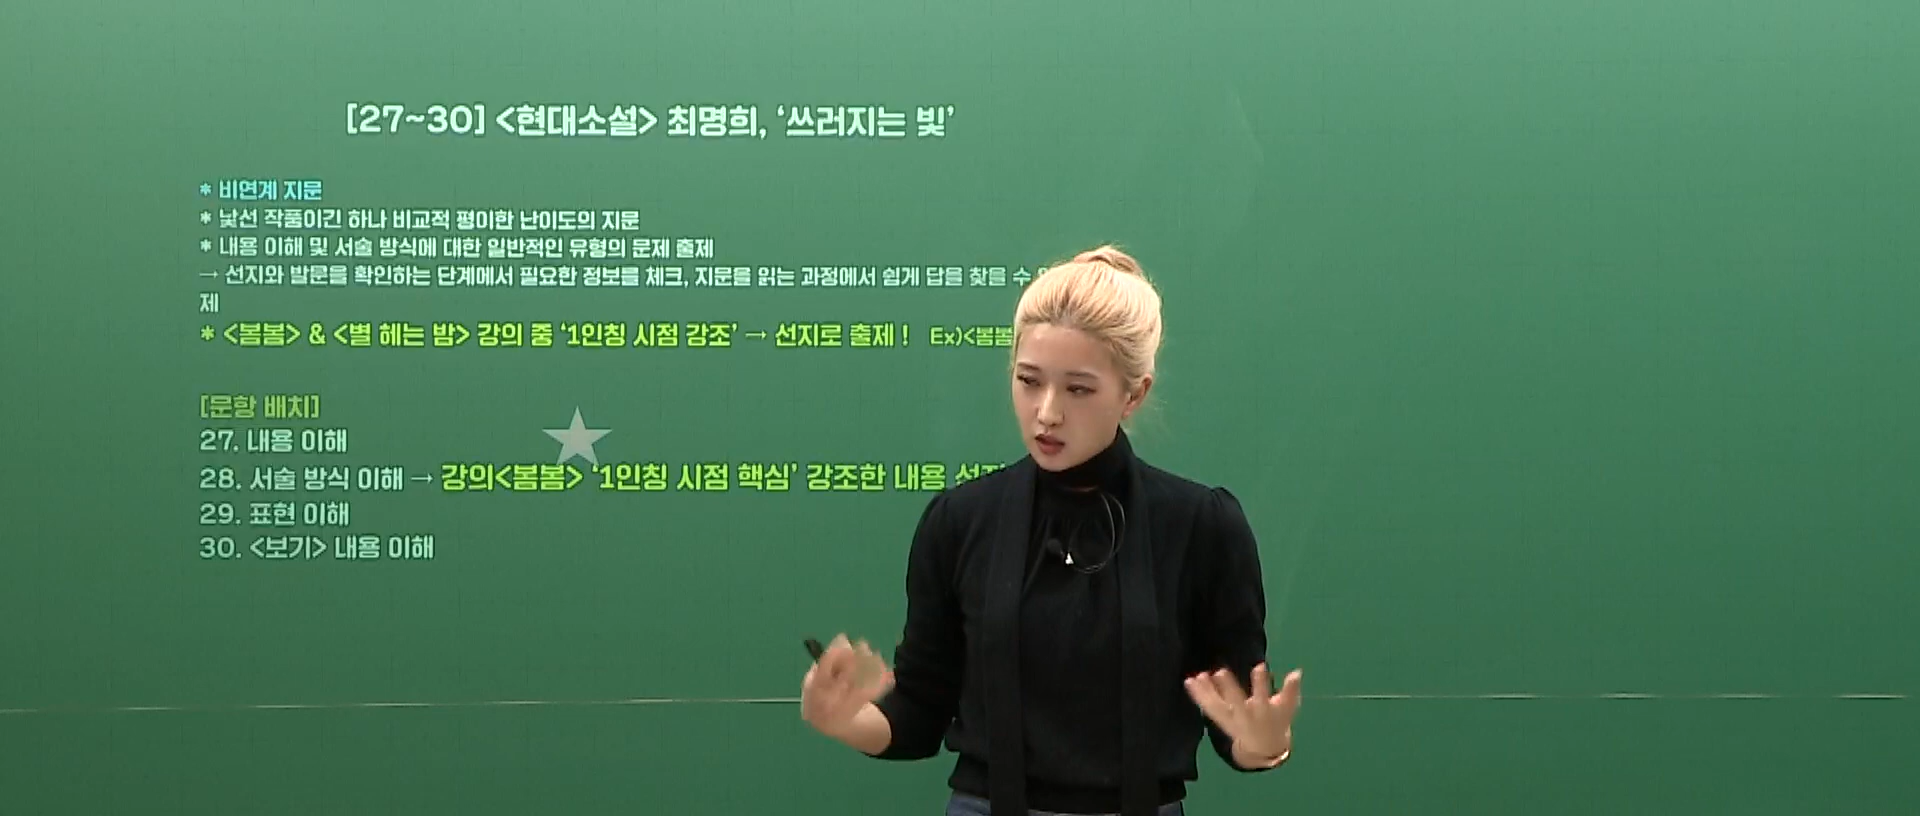 [27~30] <현대소설> 최명희, ‘쓰러지는 빛’
* 비연계 지문
* 낯선 작품이긴 하나 비교적 평이한 난이도의 지문
* 내용 이해 및 서술 방식에 대한 일반적인 유형의 문제 출제
→ 선지와 발문을 확인하는 단계에서 필요한 정보를 체크, 지문을 읽는 과정에서 쉽게 답을 찾을 수
제
* <봄봄> & <별 헤는 밤> 강의 중 ‘1인칭 시점 강조’ → 선지로 출제 ! Ex)<봄봄
[문항 배치]
27. 내용 이해
28. 서술 방식 이해 → 강의<봄봄> ‘1인칭 시점 핵심’ 강조한 내용
29. 표현 이해
30. <보기> 내용 이해